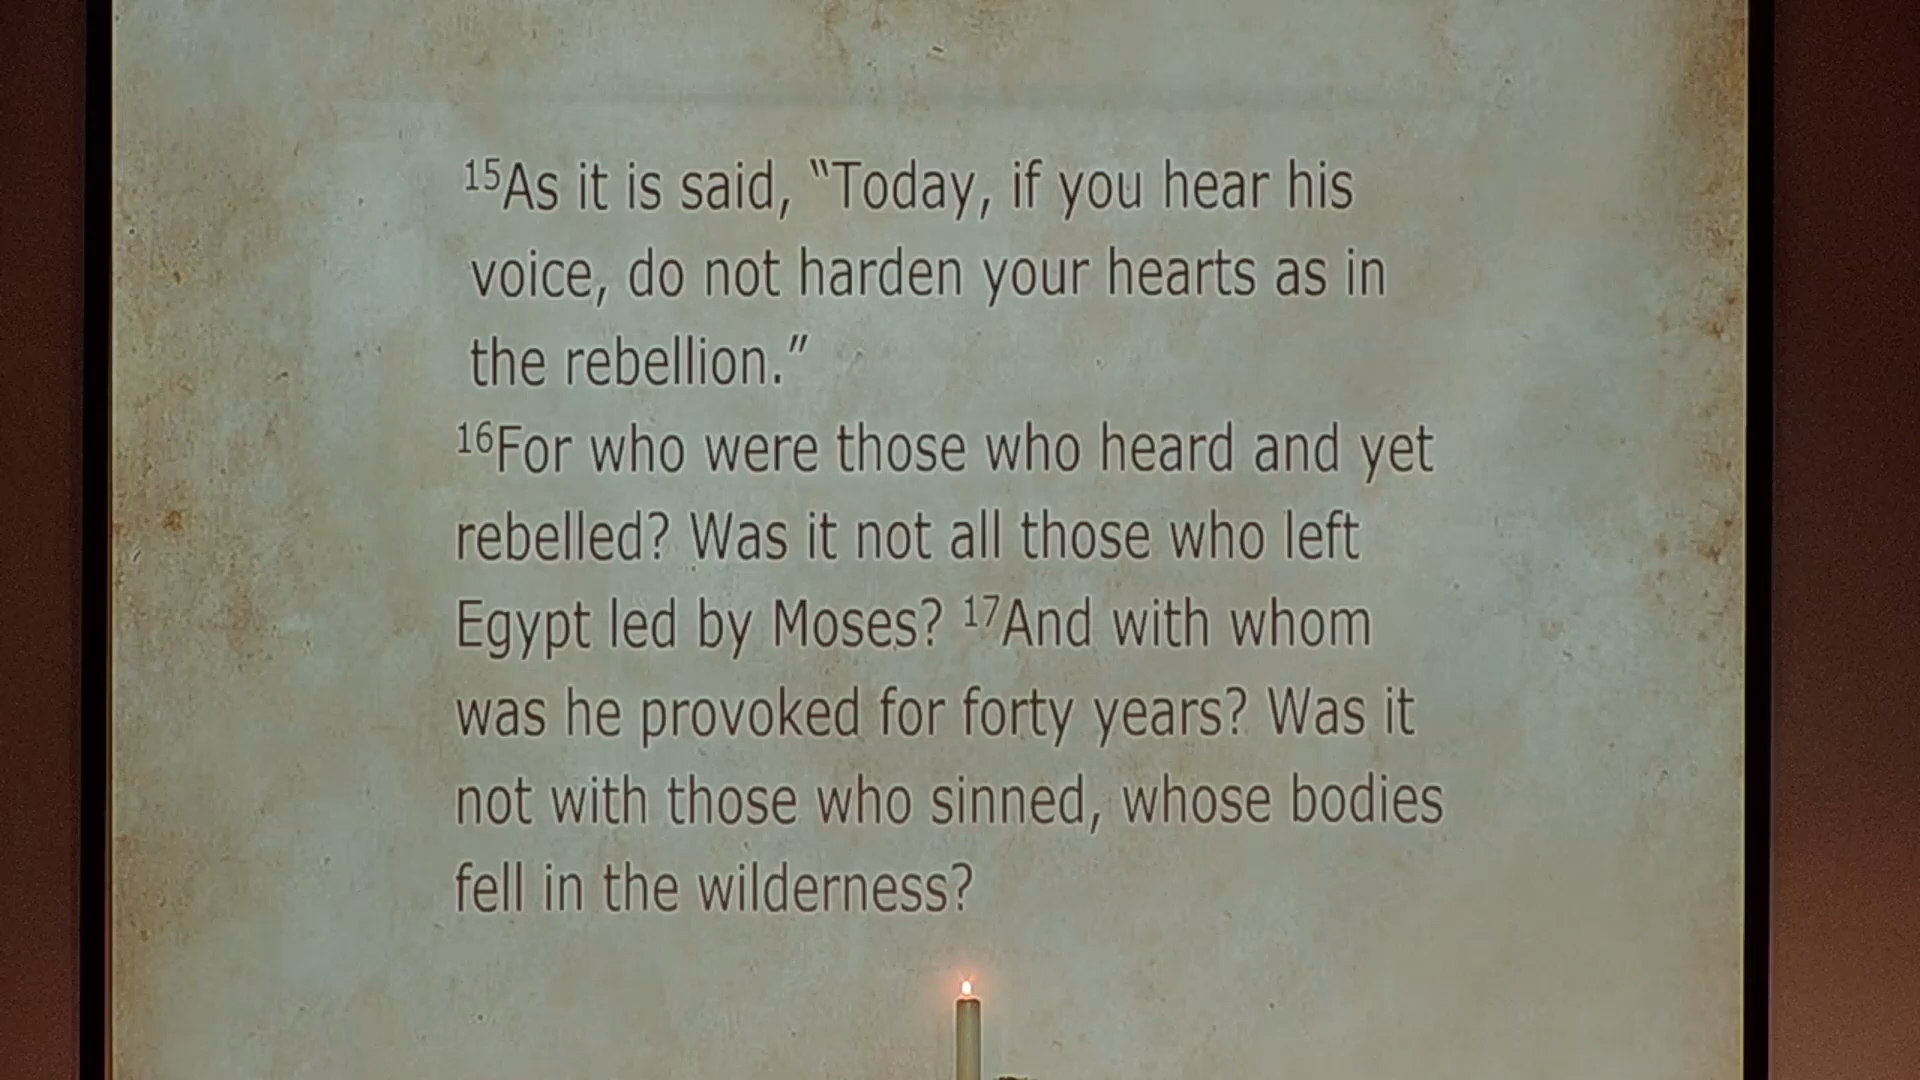 ¹⁵As it is said, “Today, if you hear his
voice, do not harden your hearts as in
the rebellion.”
¹⁶For who were those who heard and yet
rebelled? Was it not all those who left
Egypt led by Moses? ¹⁷And with whom
was he provoked for forty years? Was it
not with those who sinned, whose bodies
fell in the wilderness?